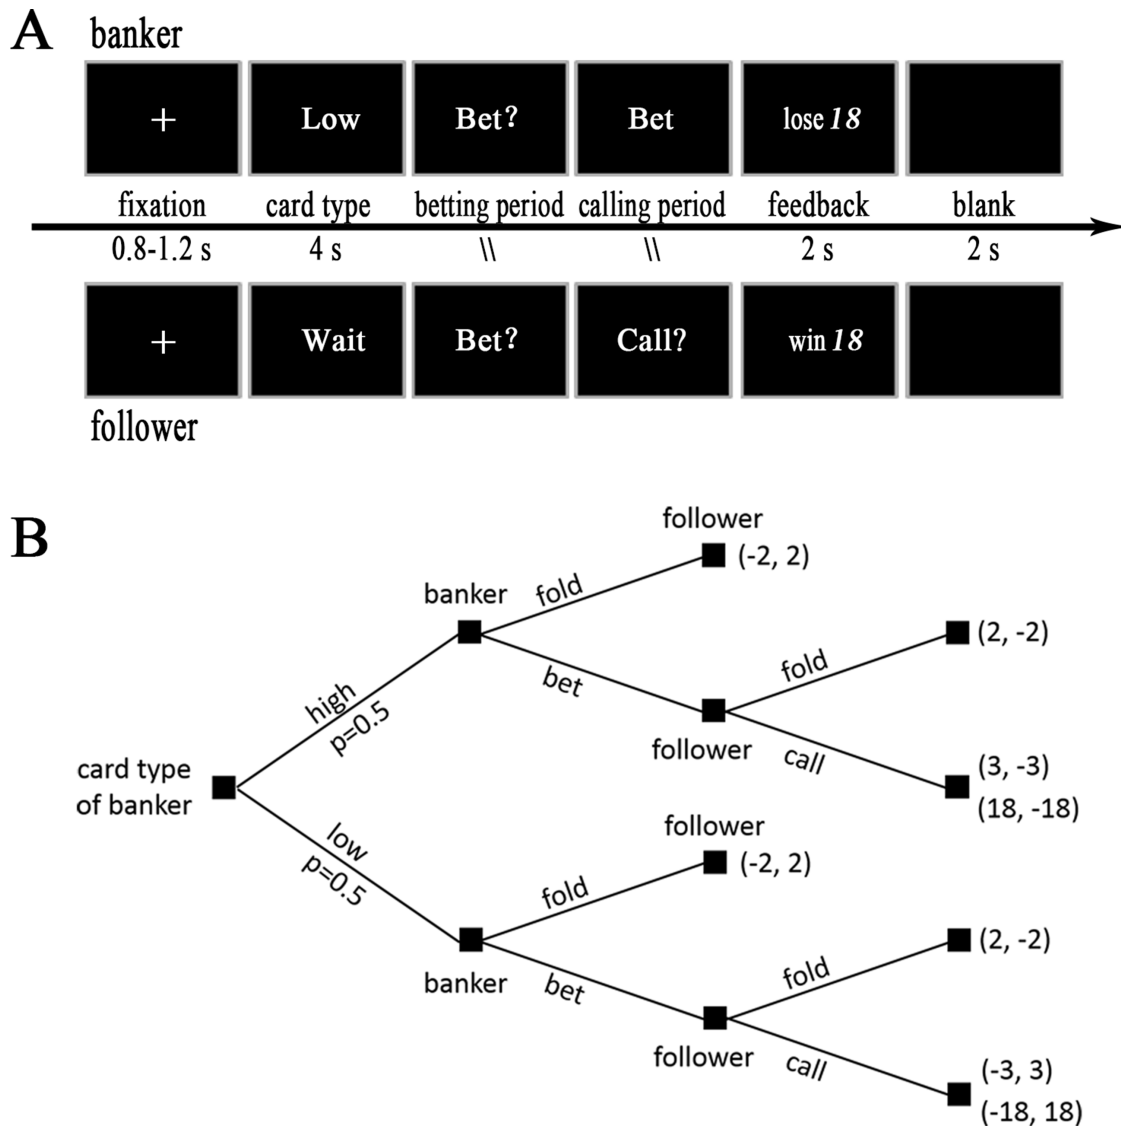 A
banker
+
Low
Bet?
Bet
lose 18
fixation
card type
betting period
calling period
feedback
blank
0.8-1.2 s
4 s
\\
\\
2 s
2 s
+
Wait
Bet?
Call?
win 18
follower
B
follower
(-2, 2)
banker
fold
bet
fold
(2, -2)
high
p=0.5
follower
call
(3, -3)
(18, -18)
card type
of banker
low
p=0.5
follower
(-2, 2)
fold
banker
bet
fold
(2, -2)
follower
call
(-3, 3)
(-18, 18)